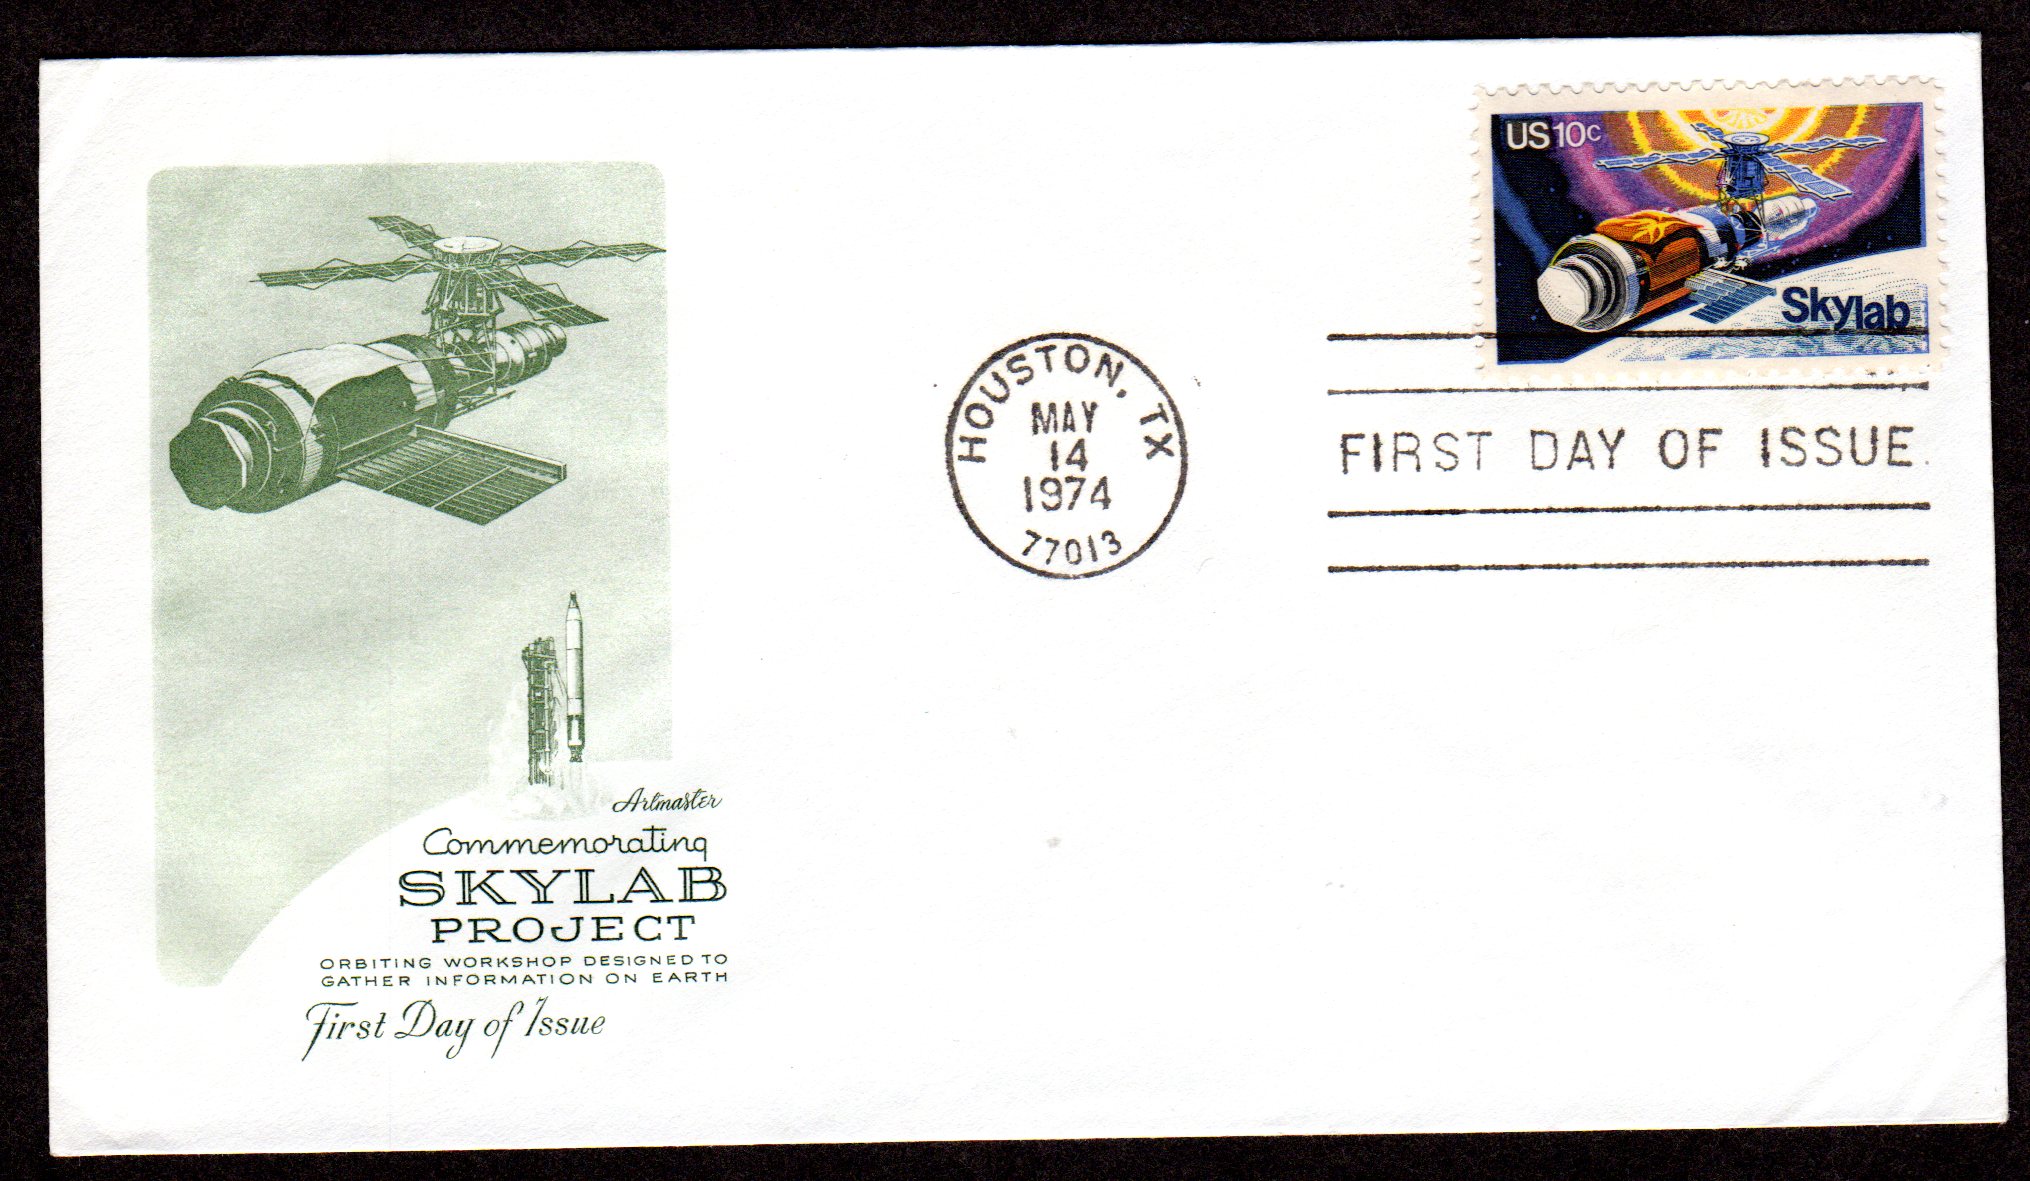 US 10c
Skylab
HOUSTON, TX
MAY
14
1974
77013
FIRST DAY OF ISSUE
Artmaster
Commemorating
SKYLAB
PROJECT
ORBITING WORKSHOP DESIGNED TO
GATHER INFORMATION ON EARTH
First Day of Issue